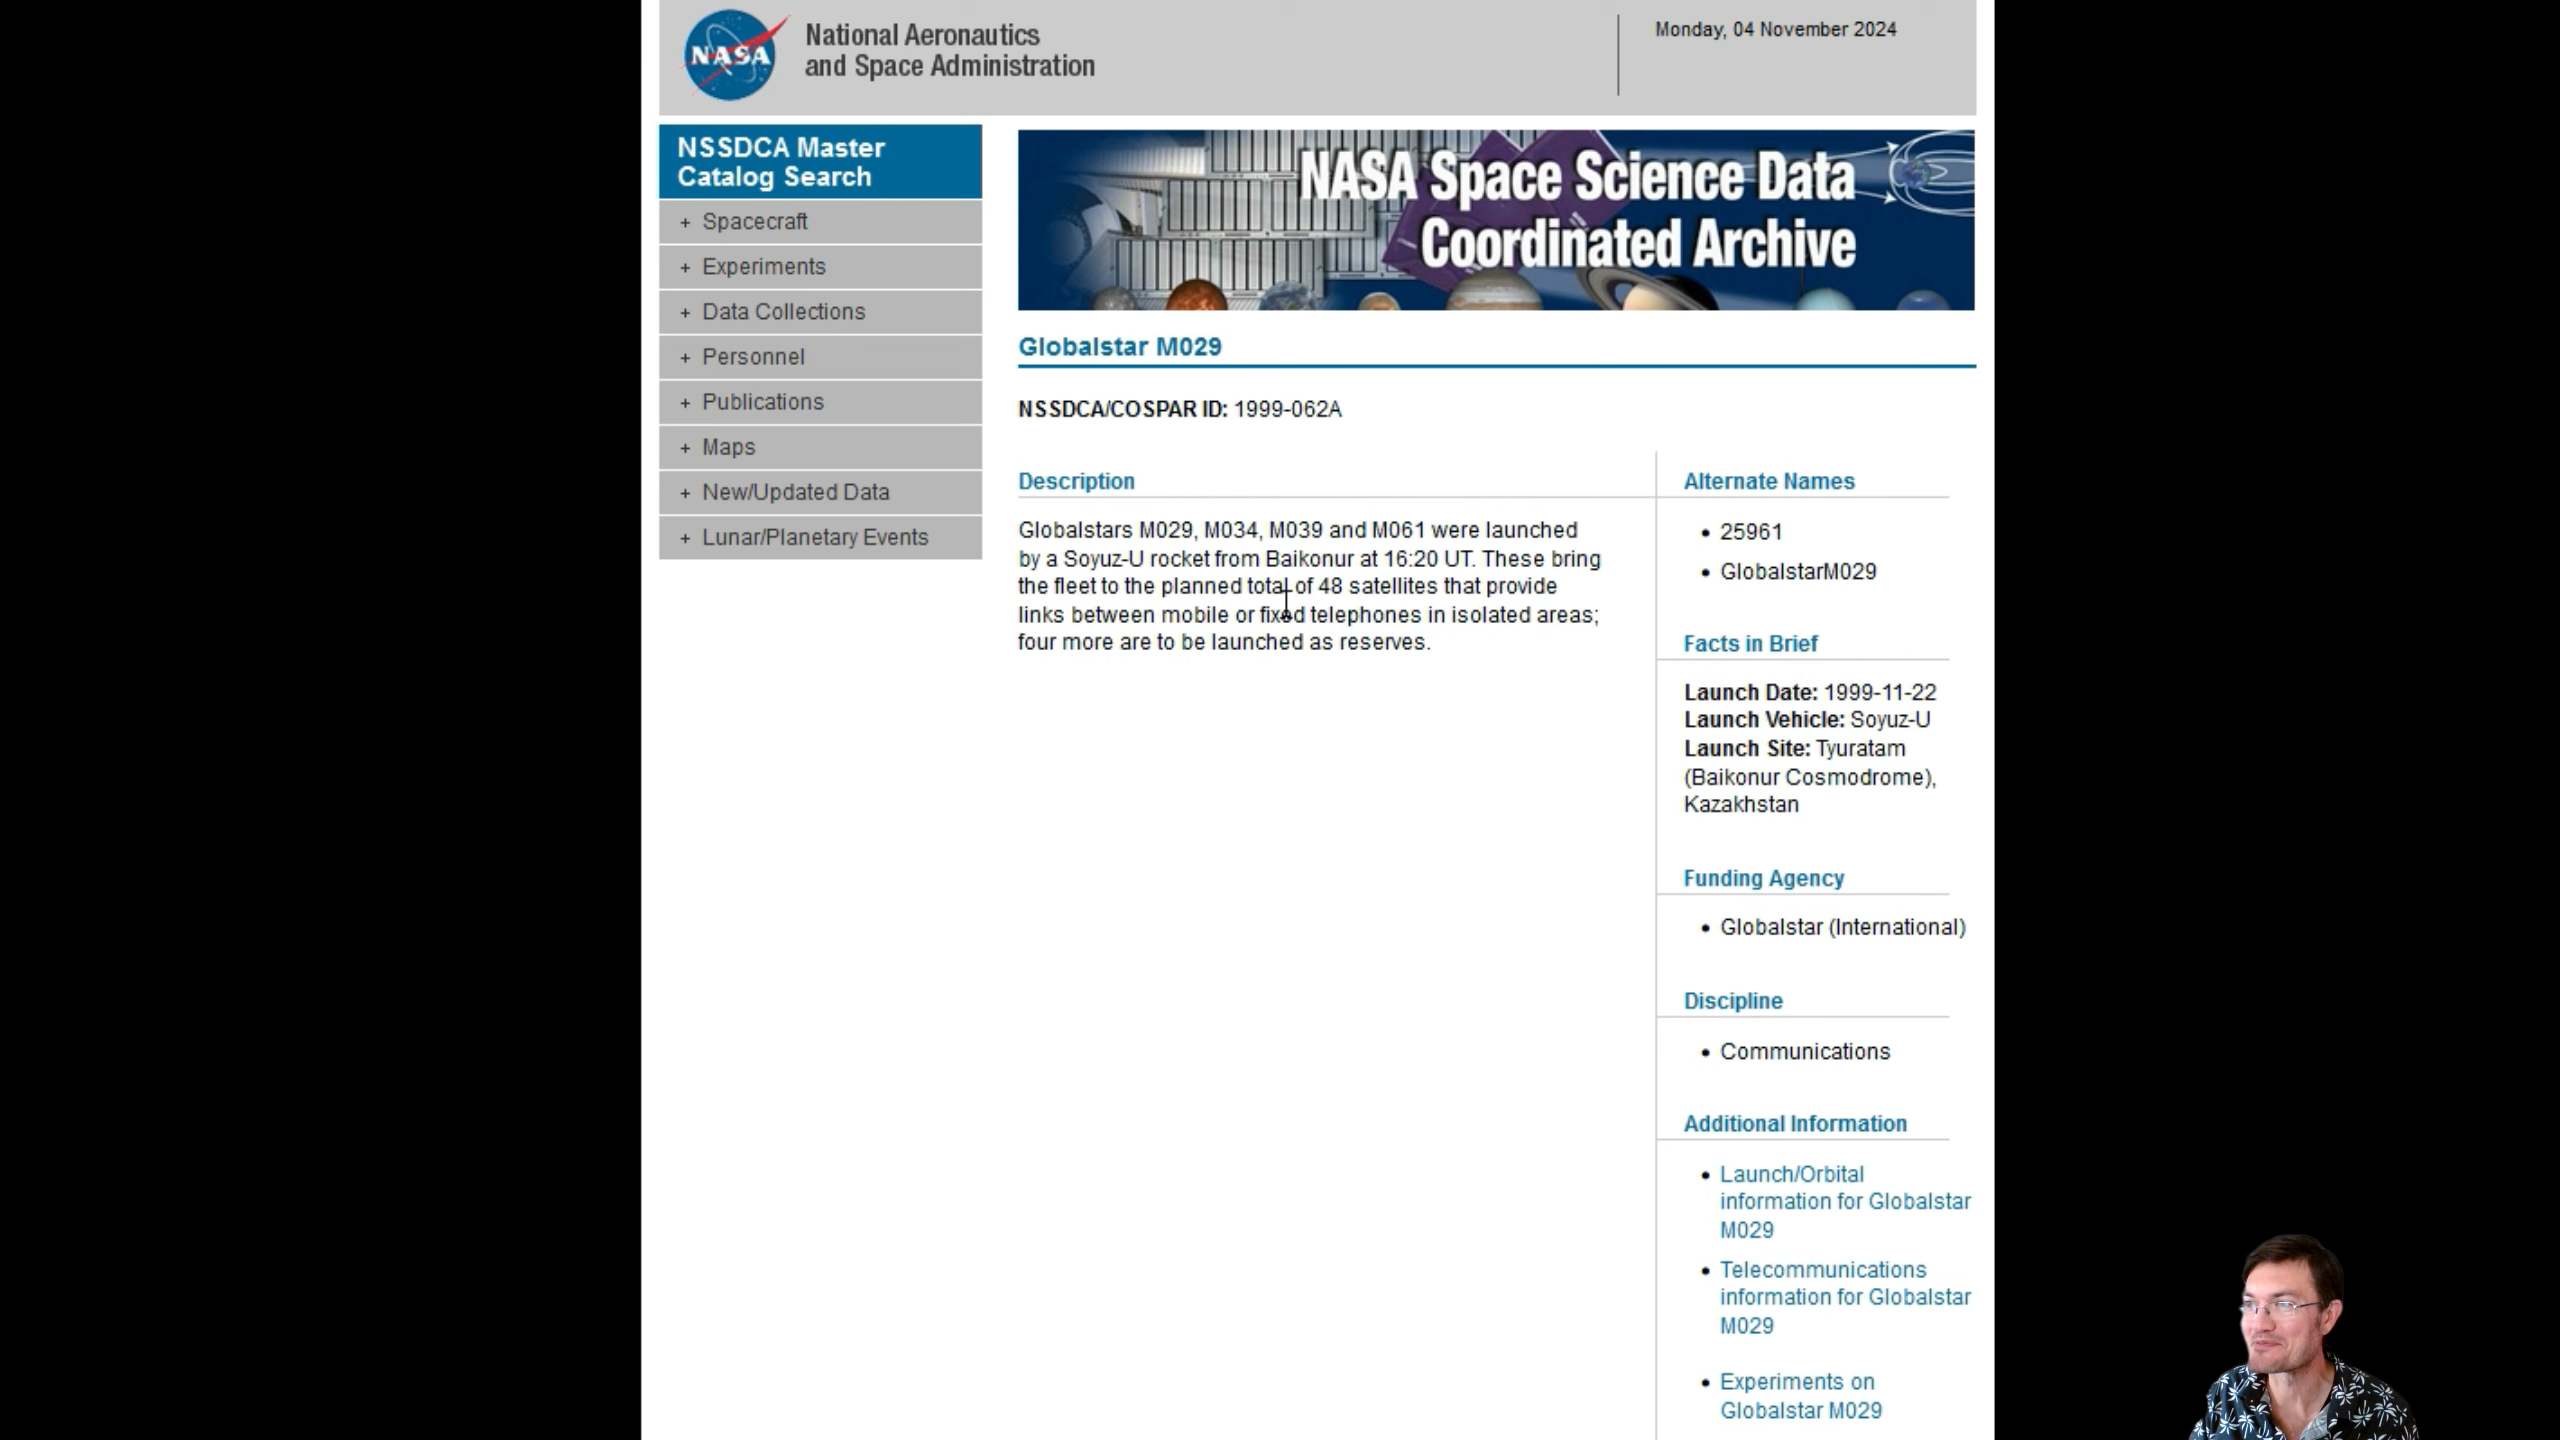 NASA
National Aeronautics
and Space Administration
Monday, 04 November 2024
NSSDCA Master
Catalog Search
+ Spacecraft
+ Experiments
+ Data Collections
+ Personnel
+ Publications
+ Maps
+ New/Updated Data
+ Lunar/Planetary Events
NASA Space Science Data
Coordinated Archive
Globalstar M029
NSSDCA/COSPAR ID: 1999-062A
Description
Globalstars M029, M034, M039 and M061 were launched
by a Soyuz-U rocket from Baikonur at 16:20 UT. These bring
the fleet to the planned total of 48 satellites that provide
links between mobile or fixed telephones in isolated areas;
four more are to be launched as reserves.
Alternate Names
• 25961
• GlobalstarM029
Facts in Brief
Launch Date: 1999-11-22
Launch Vehicle: Soyuz-U
Launch Site: Tyuratam
(Baikonur Cosmodrome),
Kazakhstan
Funding Agency
• Globalstar (International)
Discipline
• Communications
Additional Information
• Launch/Orbital
information for Globalstar
M029
• Telecommunications
information for Globalstar
M029
• Experiments on
Globalstar M029